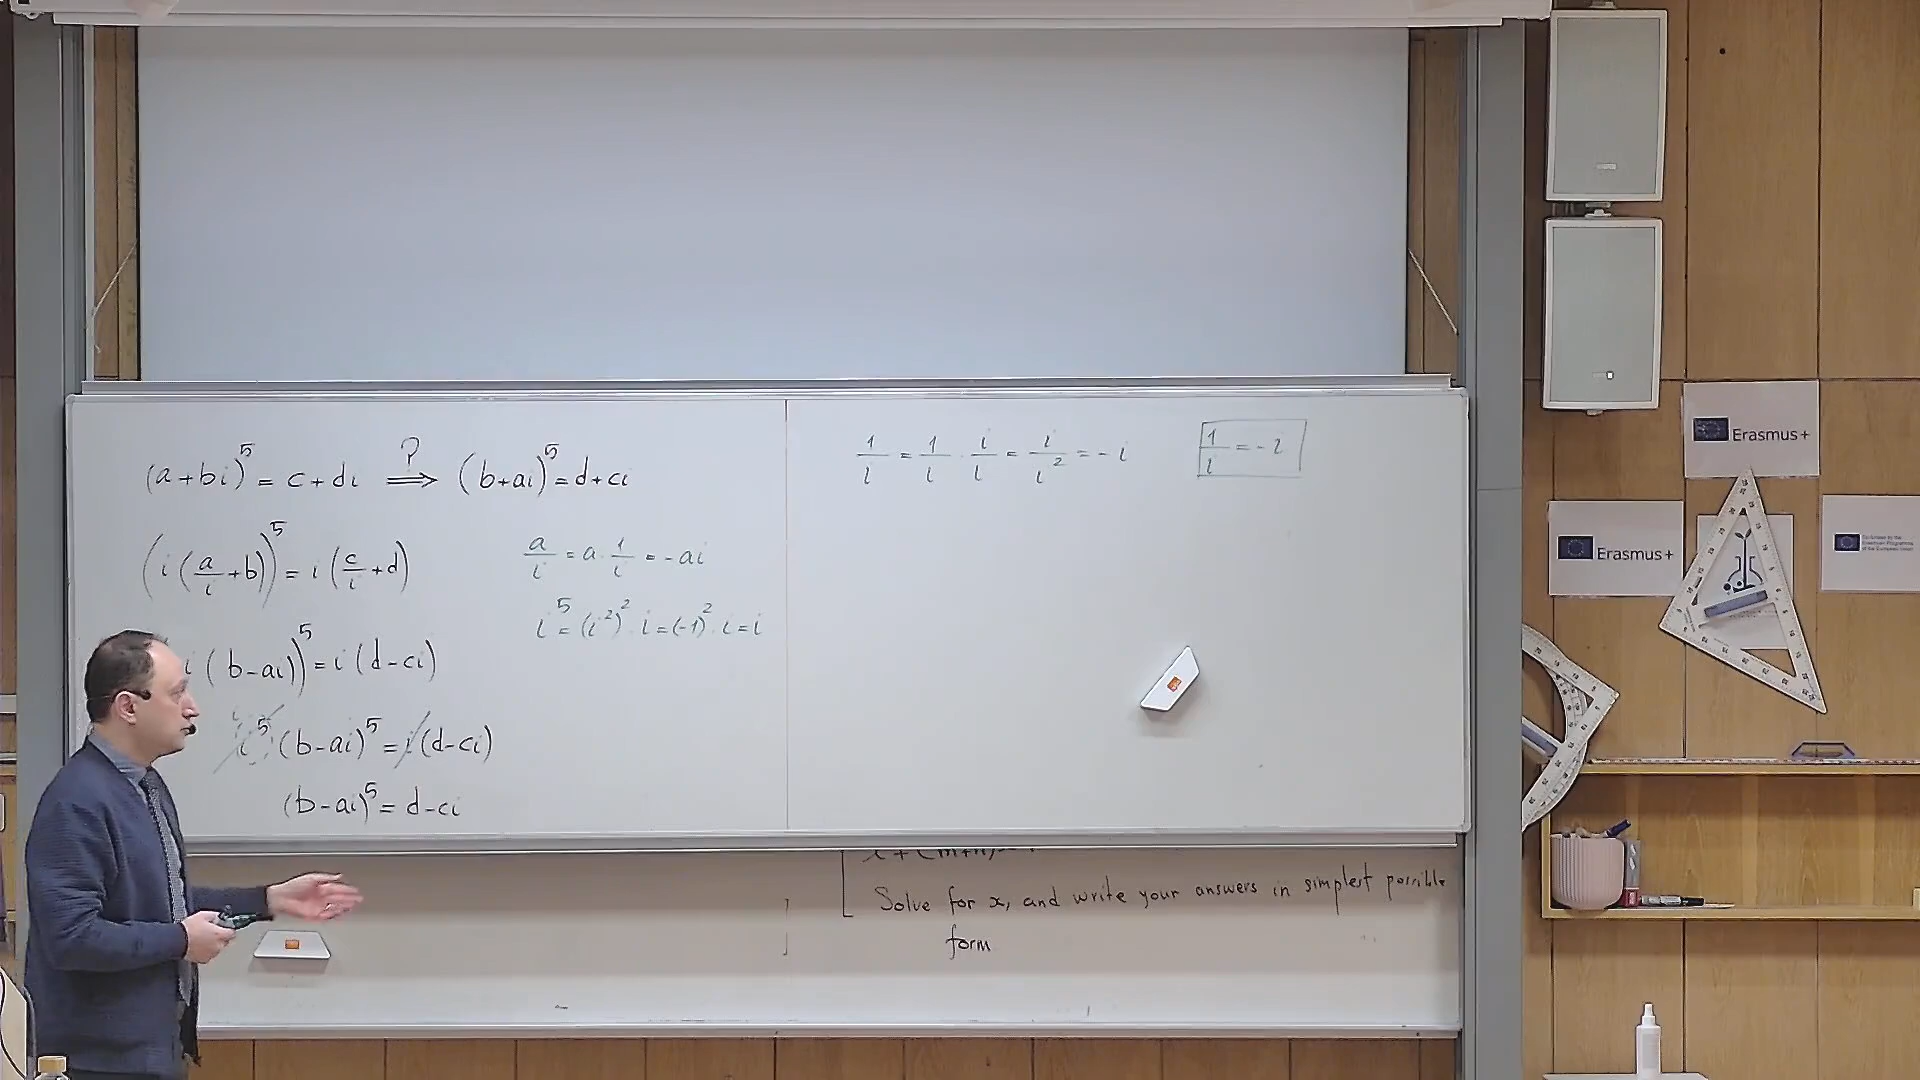 (a+bi)^5 = c+di ⟹^? (b+ai)^5 = d+ci
(i(a/i+b))^5 = i(c/i+d)
i(b-ai))^5 = i(d-ci)
i^5(b-ai)^5 = i(d-ci)
(b-ai)^5 = d-ci
a/i = a·1/i = -ai
i^5 = (i^2)^2·i = (-1)^2·i = i
1/i = 1/i · i/i = i/i^2 = -i
1/i = -i
Solve for x, and write your answers in simplest possible
form
Erasmus+
Erasmus+